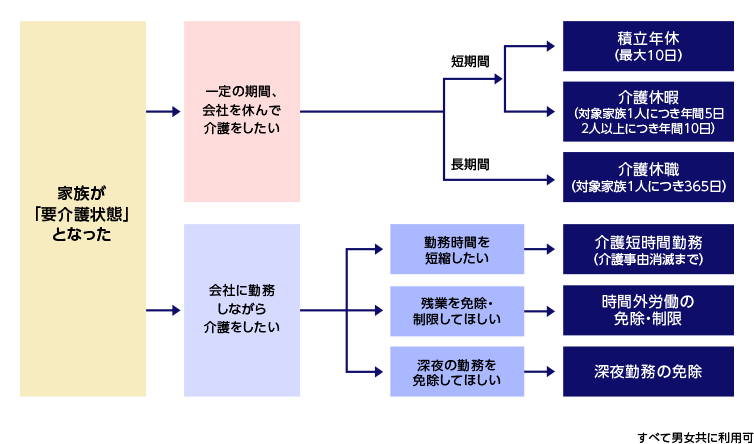 家族が
「要介護状態」
となった
一定の期間、
会社を休んで
介護をしたい
短期間
積立年休
（最大10日）
介護休暇
（対象家族1人につき年間5日
2人以上につき年間10日）
長期間
介護休職
（対象家族1人につき365日）
会社に勤務
しながら
介護をしたい
勤務時間を
短縮したい
介護短時間勤務
（介護事由消滅まで）
残業を免除・
制限してほしい
時間外労働の
免除・制限
深夜の勤務を
免除してほしい
深夜勤務の免除
すべて男女共に利用可